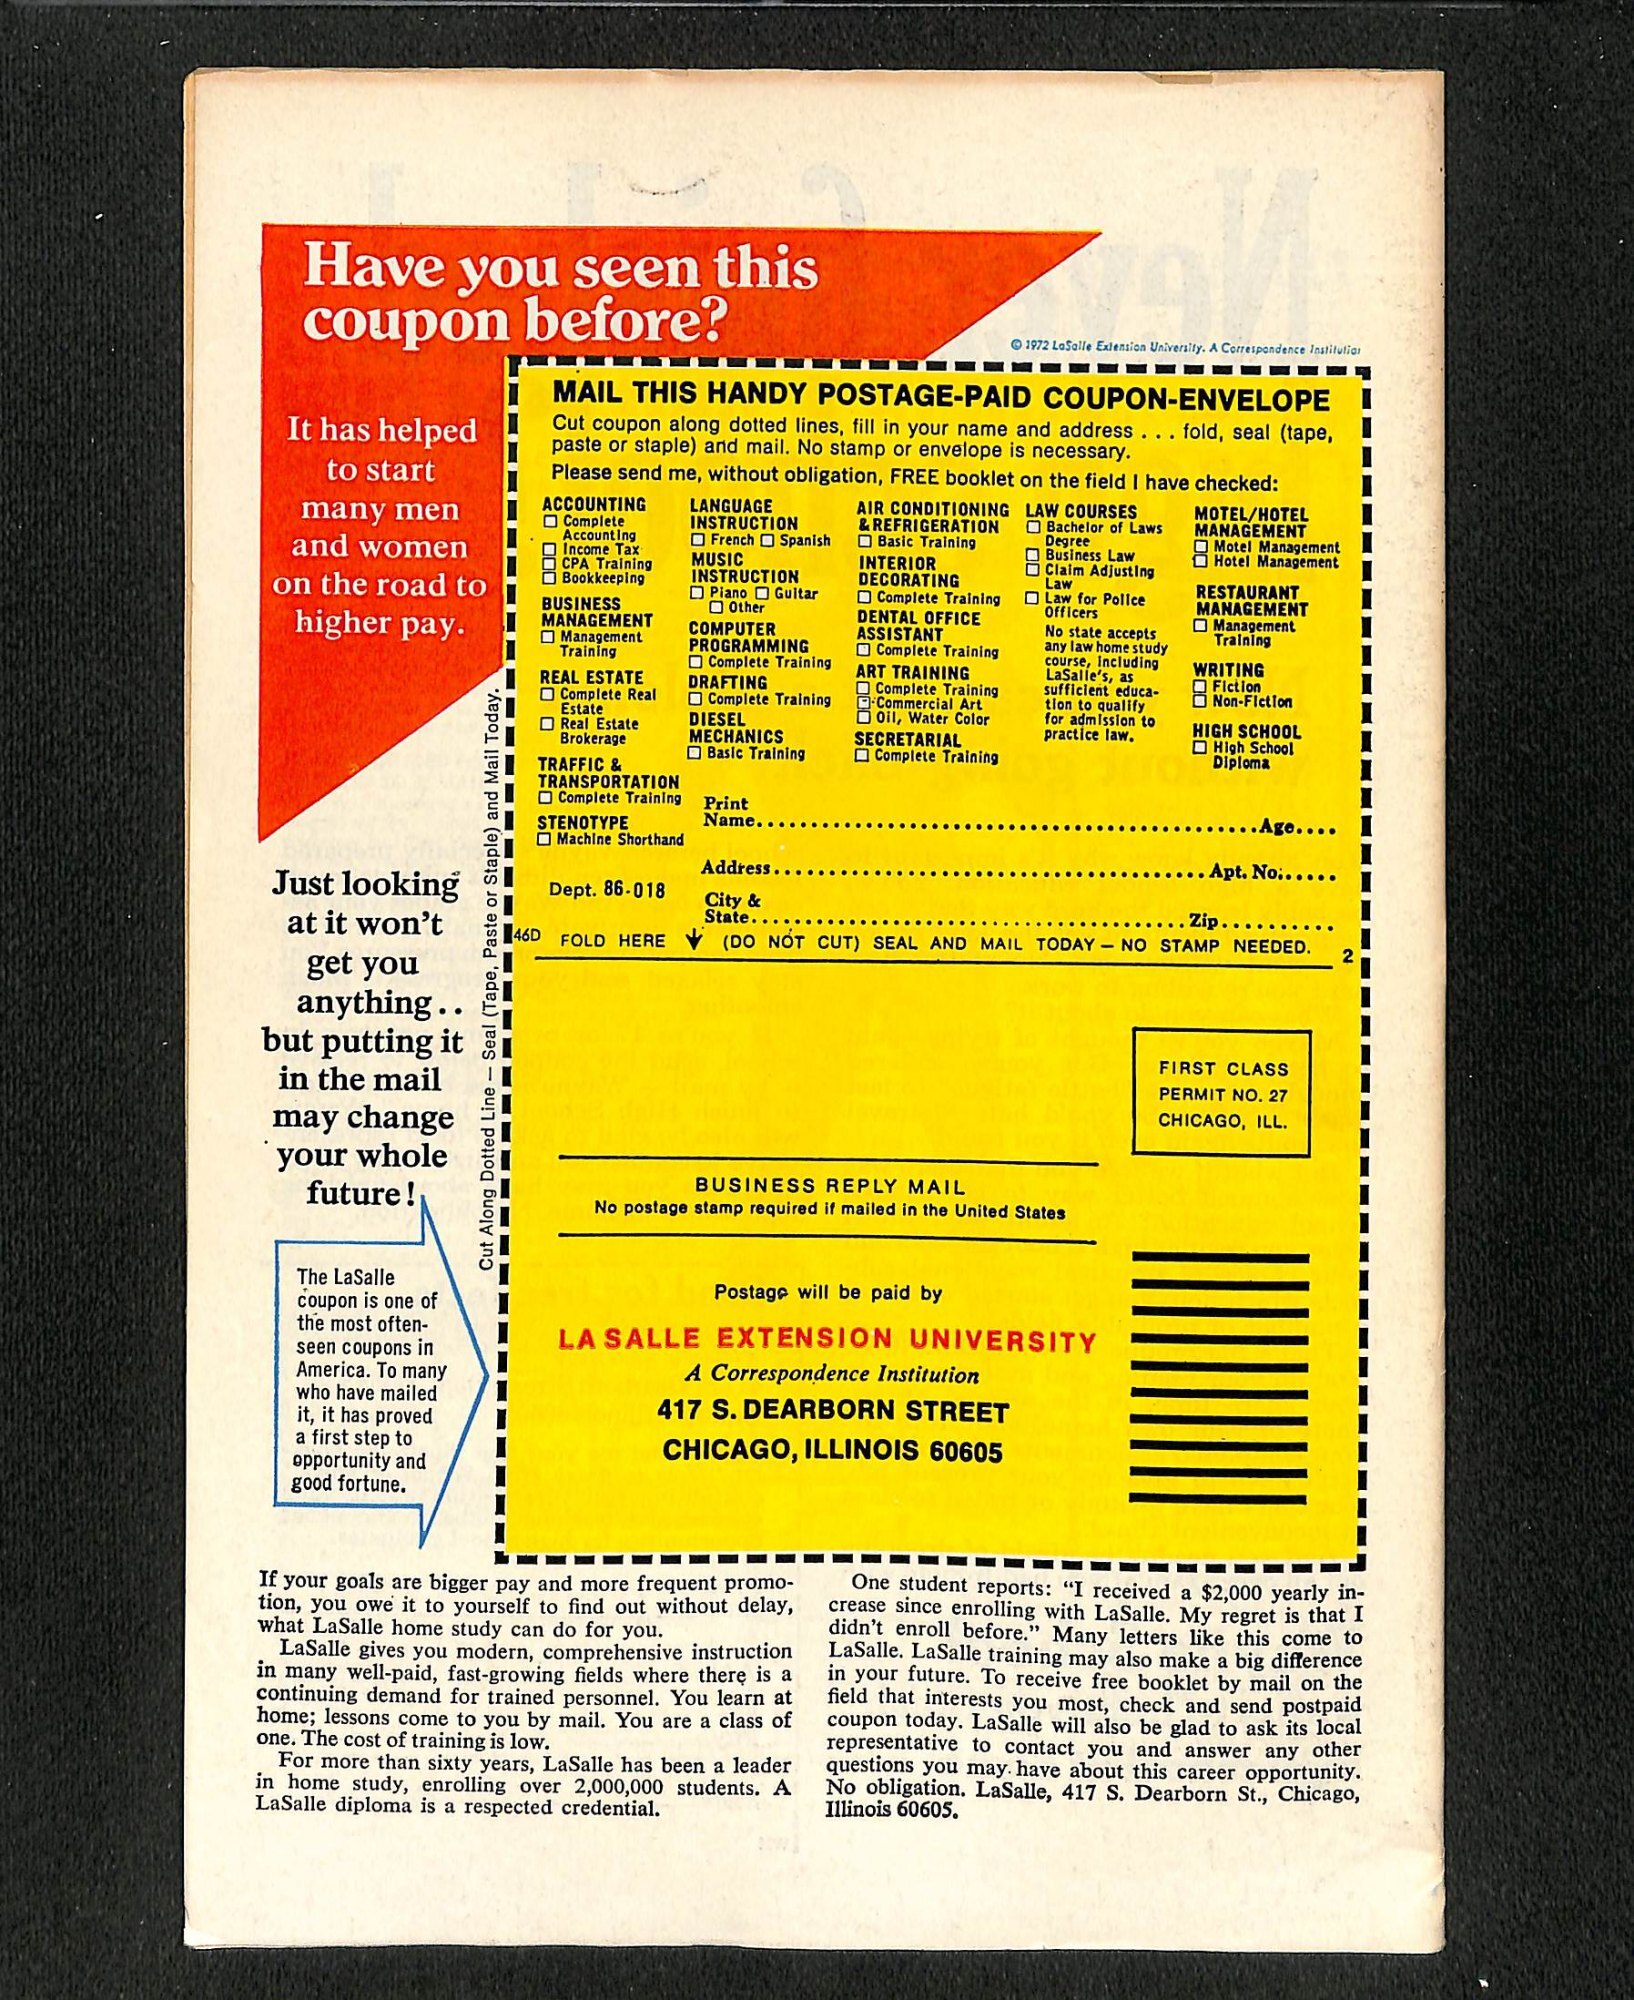 Have you seen this
coupon before?
© 1972 LaSalle Extension University. A Correspondence Institution
It has helped
to start
many men
and women
on the road to
higher pay.
Just looking
at it won't
get you
anything..
but putting it
in the mail
may change
your whole
future!
The LaSalle
coupon is one of
the most often-
seen coupons in
America. To many
who have mailed
it, it has proved
a first step to
opportunity and
good fortune.
Cut Along Dotted Line — Seal (Tape, Paste or Staple) and Mail Today.
MAIL THIS HANDY POSTAGE-PAID COUPON-ENVELOPE
Cut coupon along dotted lines, fill in your name and address . . . fold, seal (tape,
paste or staple) and mail. No stamp or envelope is necessary.
Please send me, without obligation, FREE booklet on the field I have checked:
ACCOUNTING
☐ Complete
Accounting
☐ Income Tax
☐ CPA Training
☐ Bookkeeping
BUSINESS
MANAGEMENT
☐ Management
Training
REAL ESTATE
☐ Complete Real
Estate
☐ Real Estate
Brokerage
TRAFFIC &
TRANSPORTATION
☐ Complete Training
STENOTYPE
☐ Machine Shorthand
LANGUAGE
INSTRUCTION
☐ French ☐ Spanish
MUSIC
INSTRUCTION
☐ Piano ☐ Guitar
☐ Other
COMPUTER
PROGRAMMING
☐ Complete Training
DRAFTING
☐ Complete Training
DIESEL
MECHANICS
☐ Basic Training
AIR CONDITIONING
& REFRIGERATION
☐ Basic Training
INTERIOR
DECORATING
☐ Complete Training
DENTAL OFFICE
ASSISTANT
☐ Complete Training
ART TRAINING
☐ Complete Training
☐ Commercial Art
☐ Oil, Water Color
SECRETARIAL
☐ Complete Training
LAW COURSES
☐ Bachelor of Laws
Degree
☐ Business Law
☐ Claim Adjusting
Law
☐ Law for Police
Officers
No state accepts
any law home study
course, including
LaSalle's, as
sufficient educa-
tion to qualify
for admission to
practice law.
MOTEL/HOTEL
MANAGEMENT
☐ Motel Management
☐ Hotel Management
RESTAURANT
MANAGEMENT
☐ Management
Training
WRITING
☐ Fiction
☐ Non-Fiction
HIGH SCHOOL
☐ High School
Diploma
Dept. 86-018
Print
Name.......................................................Age....
Address..............................................Apt. No......
City &
State..............................................Zip...........
46D FOLD HERE ↓ (DO NOT CUT) SEAL AND MAIL TODAY — NO STAMP NEEDED. 2
FIRST CLASS
PERMIT NO. 27
CHICAGO, ILL.
BUSINESS REPLY MAIL
No postage stamp required if mailed in the United States
Postage will be paid by
LA SALLE EXTENSION UNIVERSITY
A Correspondence Institution
417 S. DEARBORN STREET
CHICAGO, ILLINOIS 60605
If your goals are bigger pay and more frequent promo-
tion, you owe it to yourself to find out without delay,
what LaSalle home study can do for you.
LaSalle gives you modern, comprehensive instruction
in many well-paid, fast-growing fields where there is a
continuing demand for trained personnel. You learn at
home; lessons come to you by mail. You are a class of
one. The cost of training is low.
For more than sixty years, LaSalle has been a leader
in home study, enrolling over 2,000,000 students. A
LaSalle diploma is a respected credential.
One student reports: "I received a $2,000 yearly in-
crease since enrolling with LaSalle. My regret is that I
didn't enroll before." Many letters like this come to
LaSalle. LaSalle training may also make a big difference
in your future. To receive free booklet by mail on the
field that interests you most, check and send postpaid
coupon today. LaSalle will also be glad to ask its local
representative to contact you and answer any other
questions you may have about this career opportunity.
No obligation. LaSalle, 417 S. Dearborn St., Chicago,
Illinois 60605.